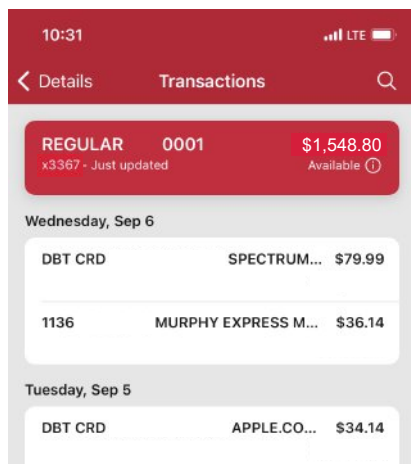 10:31 LTE
Details Transactions
REGULAR 0001 $1,548.80
x3367 - Just updated Available
Wednesday, Sep 6
DBT CRD SPECTRUM... $79.99
1136 MURPHY EXPRESS M... $36.14
Tuesday, Sep 5
DBT CRD APPLE.CO... $34.14